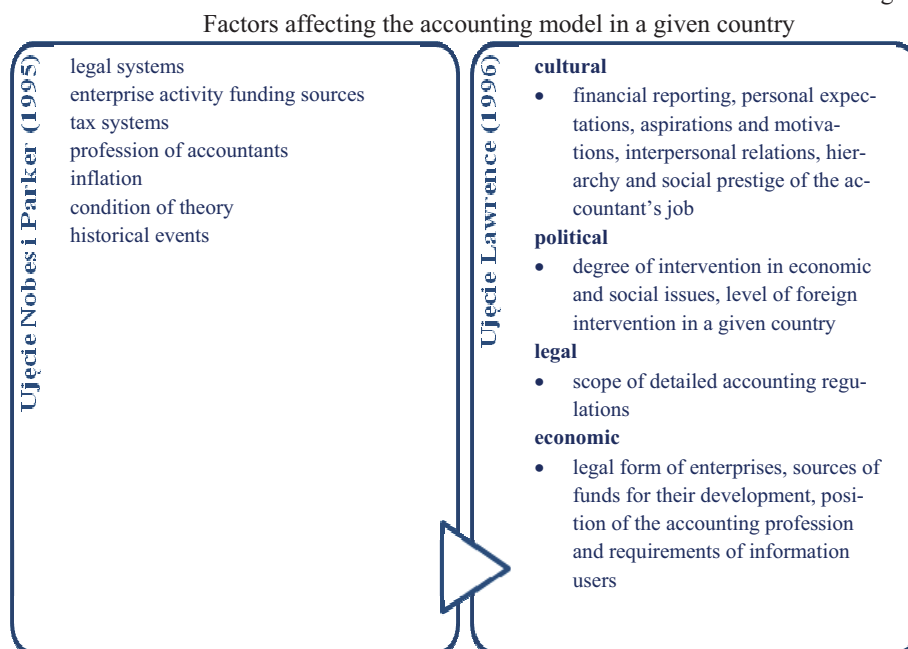 Factors affecting the accounting model in a given country
Ujęcie Nobes i Parker (1995)
legal systems
enterprise activity funding sources
tax systems
profession of accountants
inflation
condition of theory
historical events
Ujęcie Lawrence (1996)
cultural
• financial reporting, personal expec-
tations, aspirations and motiva-
tions, interpersonal relations, hier-
archy and social prestige of the ac-
countant's job
political
• degree of intervention in economic
and social issues, level of foreign
intervention in a given country
legal
• scope of detailed accounting regu-
lations
economic
• legal form of enterprises, sources of
funds for their development, posi-
tion of the accounting profession
and requirements of information
users